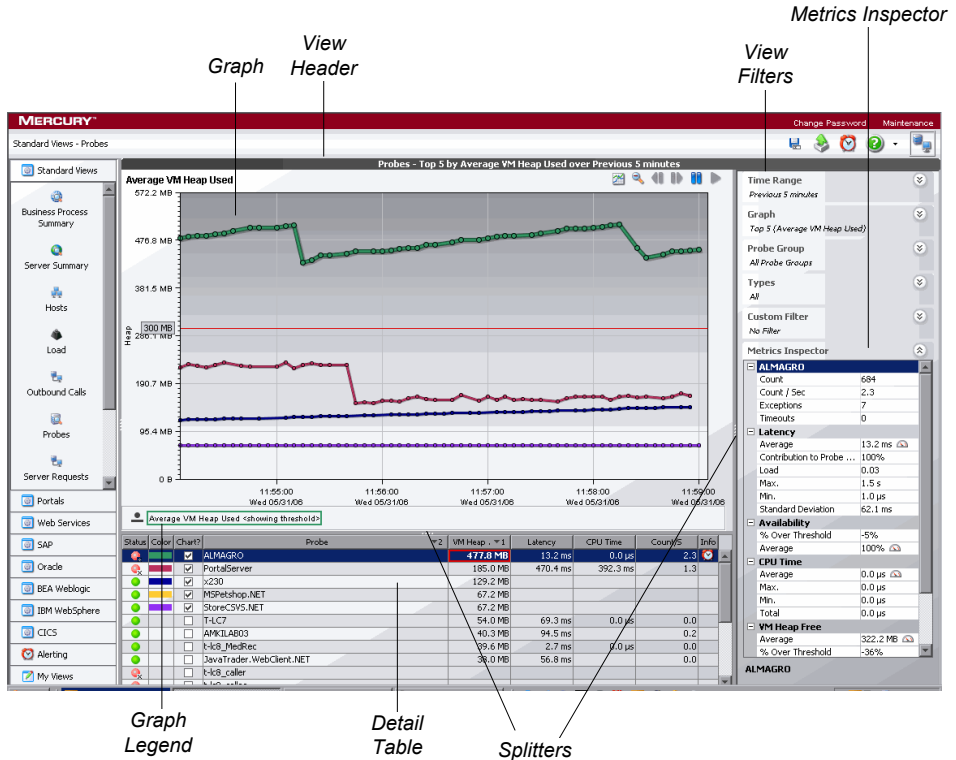 Metrics Inspector
View
Header
View
Filters
Graph
MERCURY™
Change Password Maintenance
Standard Views - Probes
Standard Views
Business Process
Summary
Server Summary
Hosts
Load
Outbound Calls
Probes
Server Requests
Portals
Web Services
SAP
Oracle
BEA Weblogic
IBM WebSphere
CICS
Alerting
My Views
Probes - Top 5 by Average VM Heap Used over Previous 5 minutes
Average VM Heap Used
572.2 MB
476.8 MB
381.5 MB
300 MB
286.1 MB
190.7 MB
95.4 MB
0 B
Heap
11:55:00 11:56:00 11:57:00 11:58:00 11:59:00
Wed 05/31/06 Wed 05/31/06 Wed 05/31/06 Wed 05/31/06 Wed 05/31/06
Average VM Heap Used <showing threshold>
Status Color Chart? Probe 2 VM Heap . 1 Latency CPU Time Count/S Info
ALMAGRO 477.8 MB 13.2 ms 0.0 µs 2.3
PortalServer 185.0 MB 470.4 ms 392.3 ms 1.3
x230 129.2 MB
MSPetshop.NET 67.2 MB
StoreCSVS.NET 67.2 MB
T-LC7 54.0 MB 69.3 ms 0.0 µs 0.0
AMKILAB03 40.3 MB 94.5 ms 0.2
t-lc8_MedRec 39.6 MB 2.7 ms 0.0 µs 0.0
JavaTrader.WebClient.NET 38.0 MB 56.8 ms 0.0
t-lc8_caller
Time Range
Previous 5 minutes
Graph
Top 5 (Average VM Heap Used)
Probe Group
All Probe Groups
Types
All
Custom Filter
No Filter
Metrics Inspector
ALMAGRO
Count 684
Count / Sec 2.3
Exceptions 7
Timeouts 0
Latency
Average 13.2 ms
Contribution to Probe ... 100%
Load 0.03
Max. 1.5 s
Min. 1.0 µs
Standard Deviation 62.1 ms
Availability
% Over Threshold -5%
Average 100%
CPU Time
Average 0.0 µs
Max. 0.0 µs
Min. 0.0 µs
Total 0.0 µs
VM Heap Free
Average 322.2 MB
% Over Threshold -36%
ALMAGRO
Graph
Legend
Detail
Table
Splitters